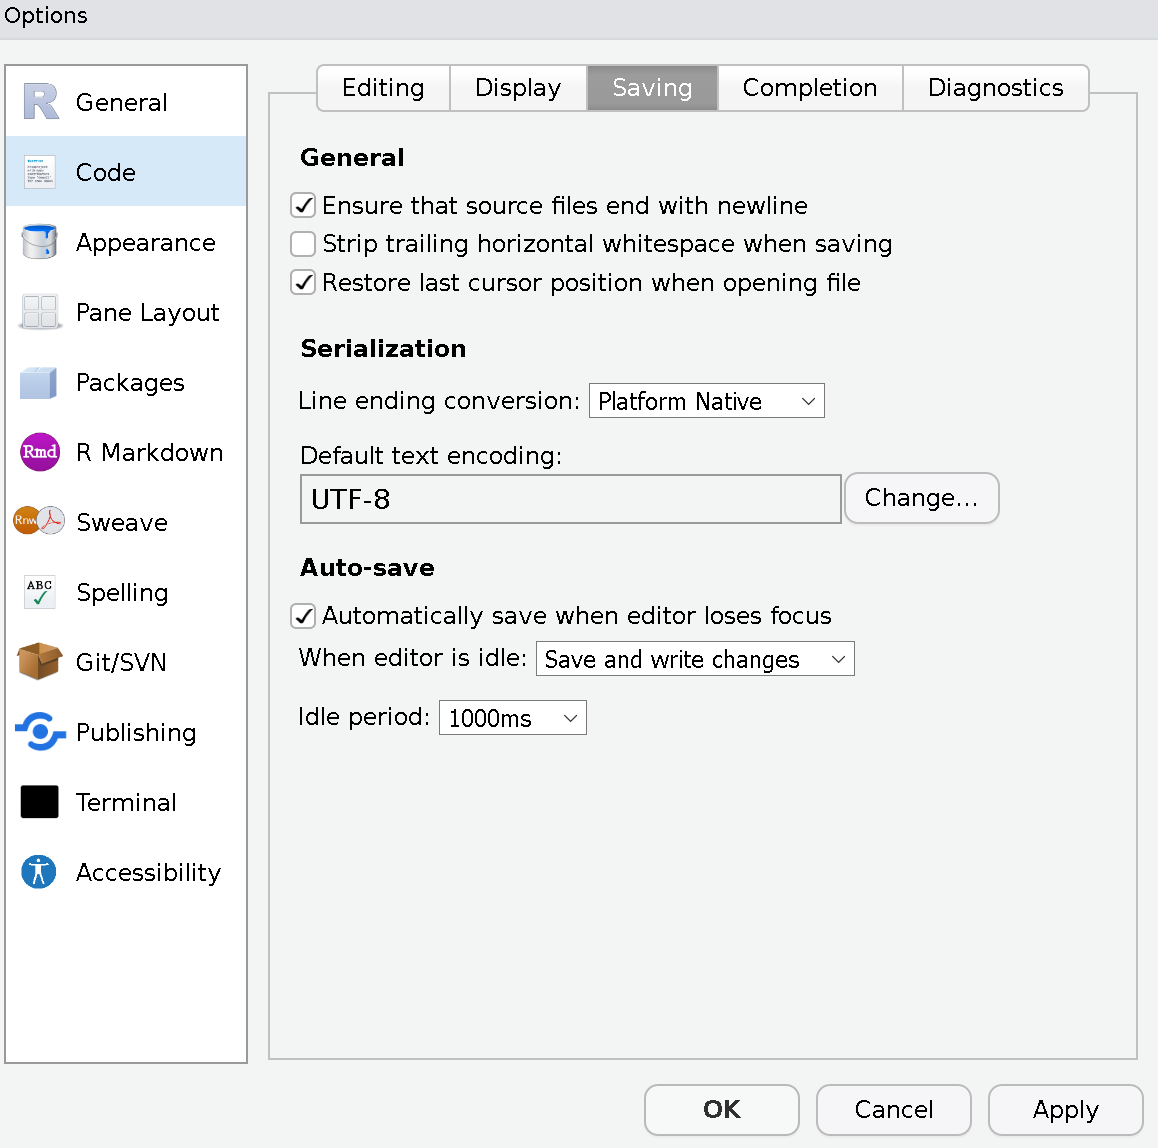 Options
General
Code
Appearance
Pane Layout
Packages
Rmd
R Markdown
Rnw
Sweave
ABC
Spelling
Git/SVN
Publishing
Terminal
Accessibility
Editing Display Saving Completion Diagnostics
General
Ensure that source files end with newline
Strip trailing horizontal whitespace when saving
Restore last cursor position when opening file
Serialization
Line ending conversion: Platform Native
Default text encoding:
UTF-8 Change...
Auto-save
Automatically save when editor loses focus
When editor is idle: Save and write changes
Idle period: 1000ms
OK Cancel Apply